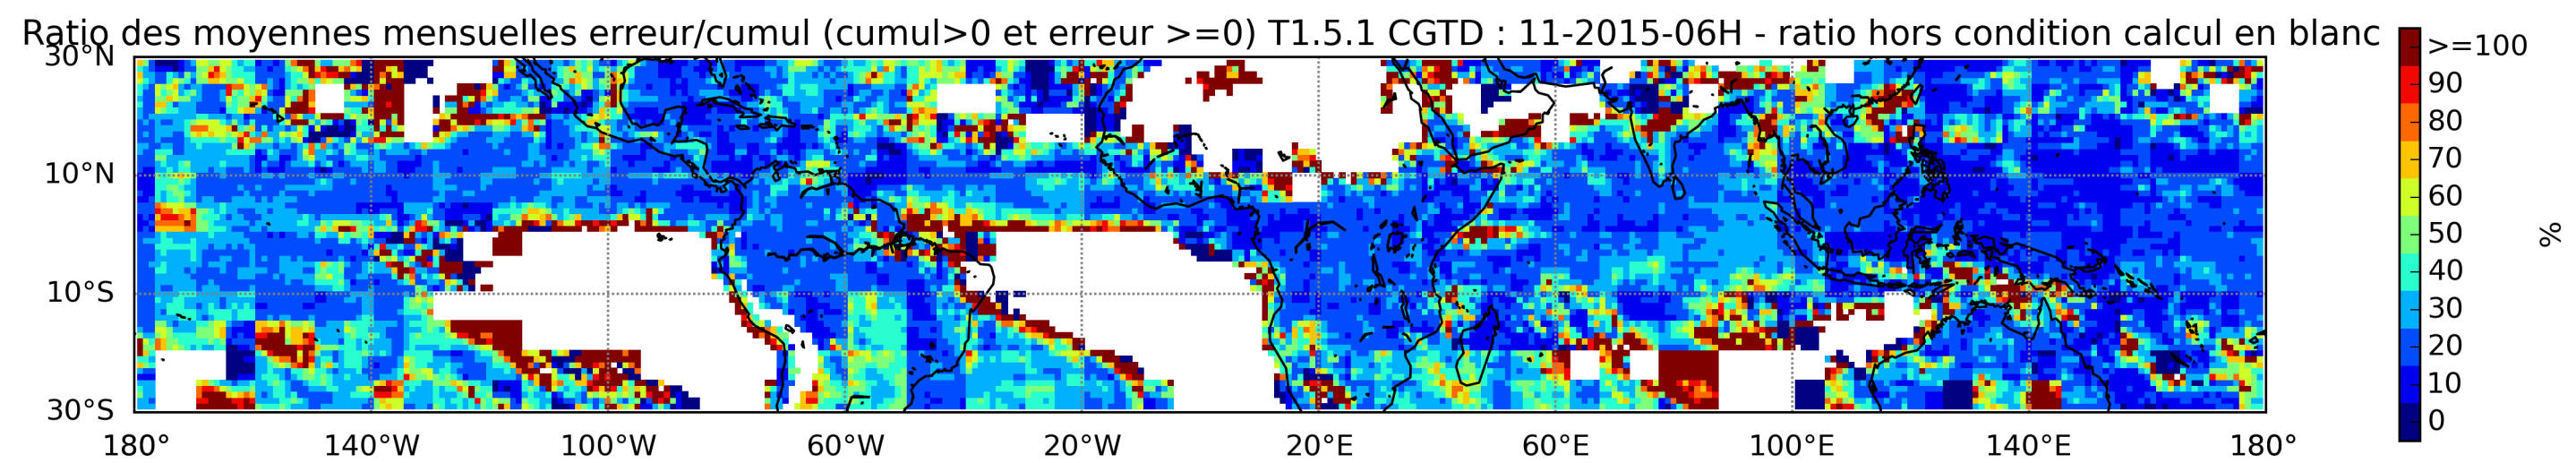 Ratio des moyennes mensuelles erreur/cumul (cumul>0 et erreur >=0) T1.5.1 CGTD : 11-2015-06H - ratio hors condition calcul en blanc
30°N
10°N
10°S
30°S
180° 140°W 100°W 60°W 20°W 20°E 60°E 100°E 140°E 180°
>=100
90
80
70
60
50
40
30
20
10
0
%